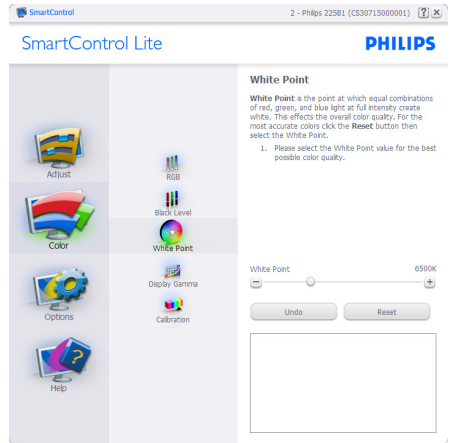 SmartControl
2 - Philips 225B1 (CS30715000001)
SmartControl Lite
PHILIPS
Adjust
Color
Options
Help
RGB
Black Level
White Point
Display Gamma
Calibration
White Point
White Point is the point at which equal combinations
of red, green, and blue light at full intensity create
white. This effects the overall color quality. For the
most accurate colors click the Reset button then
select the White Point.
1. Please select the White Point value for the best
possible color quality.
White Point 6500K
Undo Reset